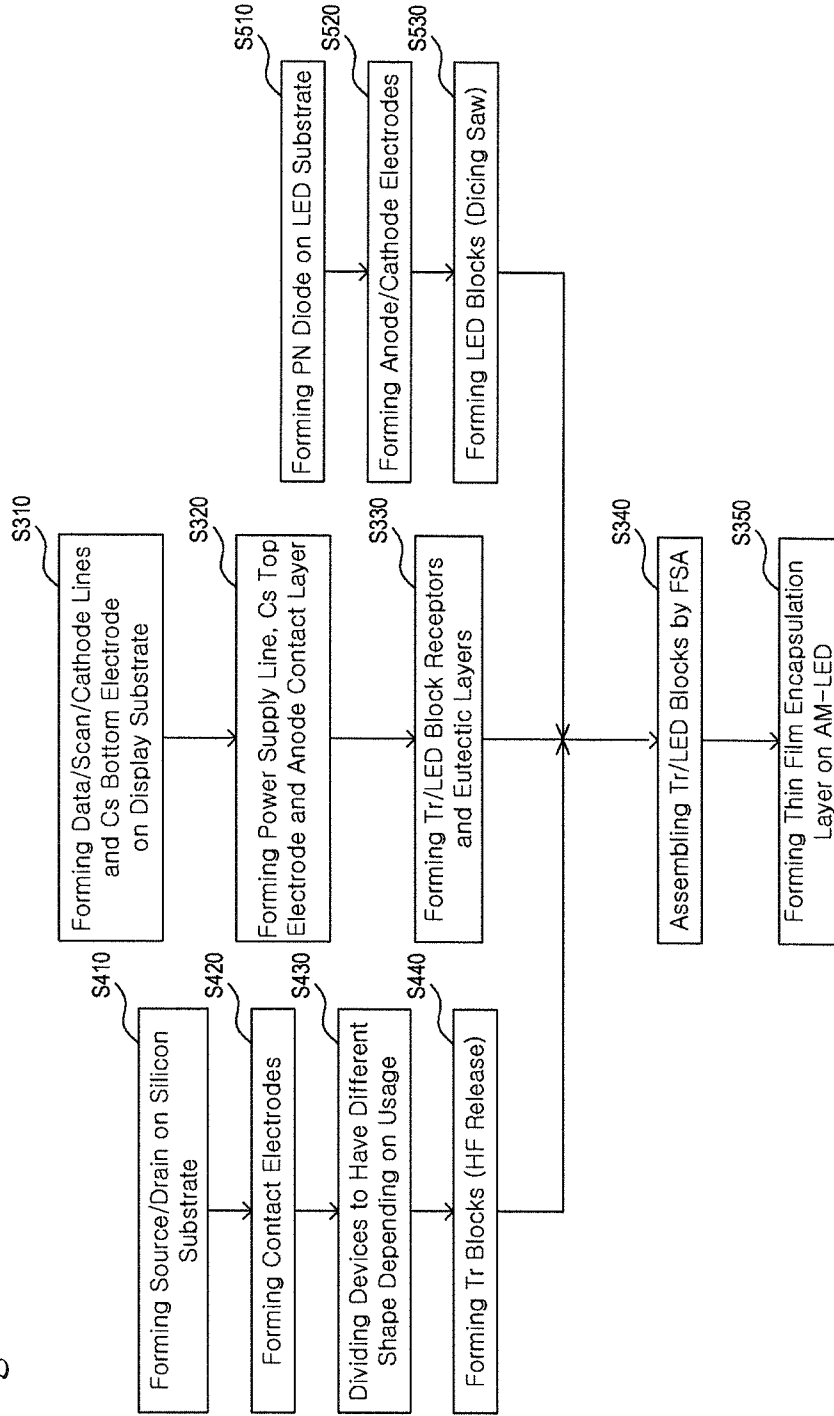 S410
Forming Source/Drain on Silicon
Substrate
S420
Forming Contact Electrodes
S430
Dividing Devices to Have Different
Shape Depending on Usage
S440
Forming Tr Blocks (HF Release)
S310
Forming Data/Scan/Cathode Lines
and Cs Bottom Electrode
on Display Substrate
S320
Forming Power Supply Line, Cs Top
Electrode and Anode Contact Layer
S330
Forming Tr/LED Block Receptors
and Eutectic Layers
S510
Forming PN Diode on LED Substrate
S520
Forming Anode/Cathode Electrodes
S530
Forming LED Blocks (Dicing Saw)
S340
Assembling Tr/LED Blocks by FSA
S350
Forming Thin Film Encapsulation
Layer on AM-LED